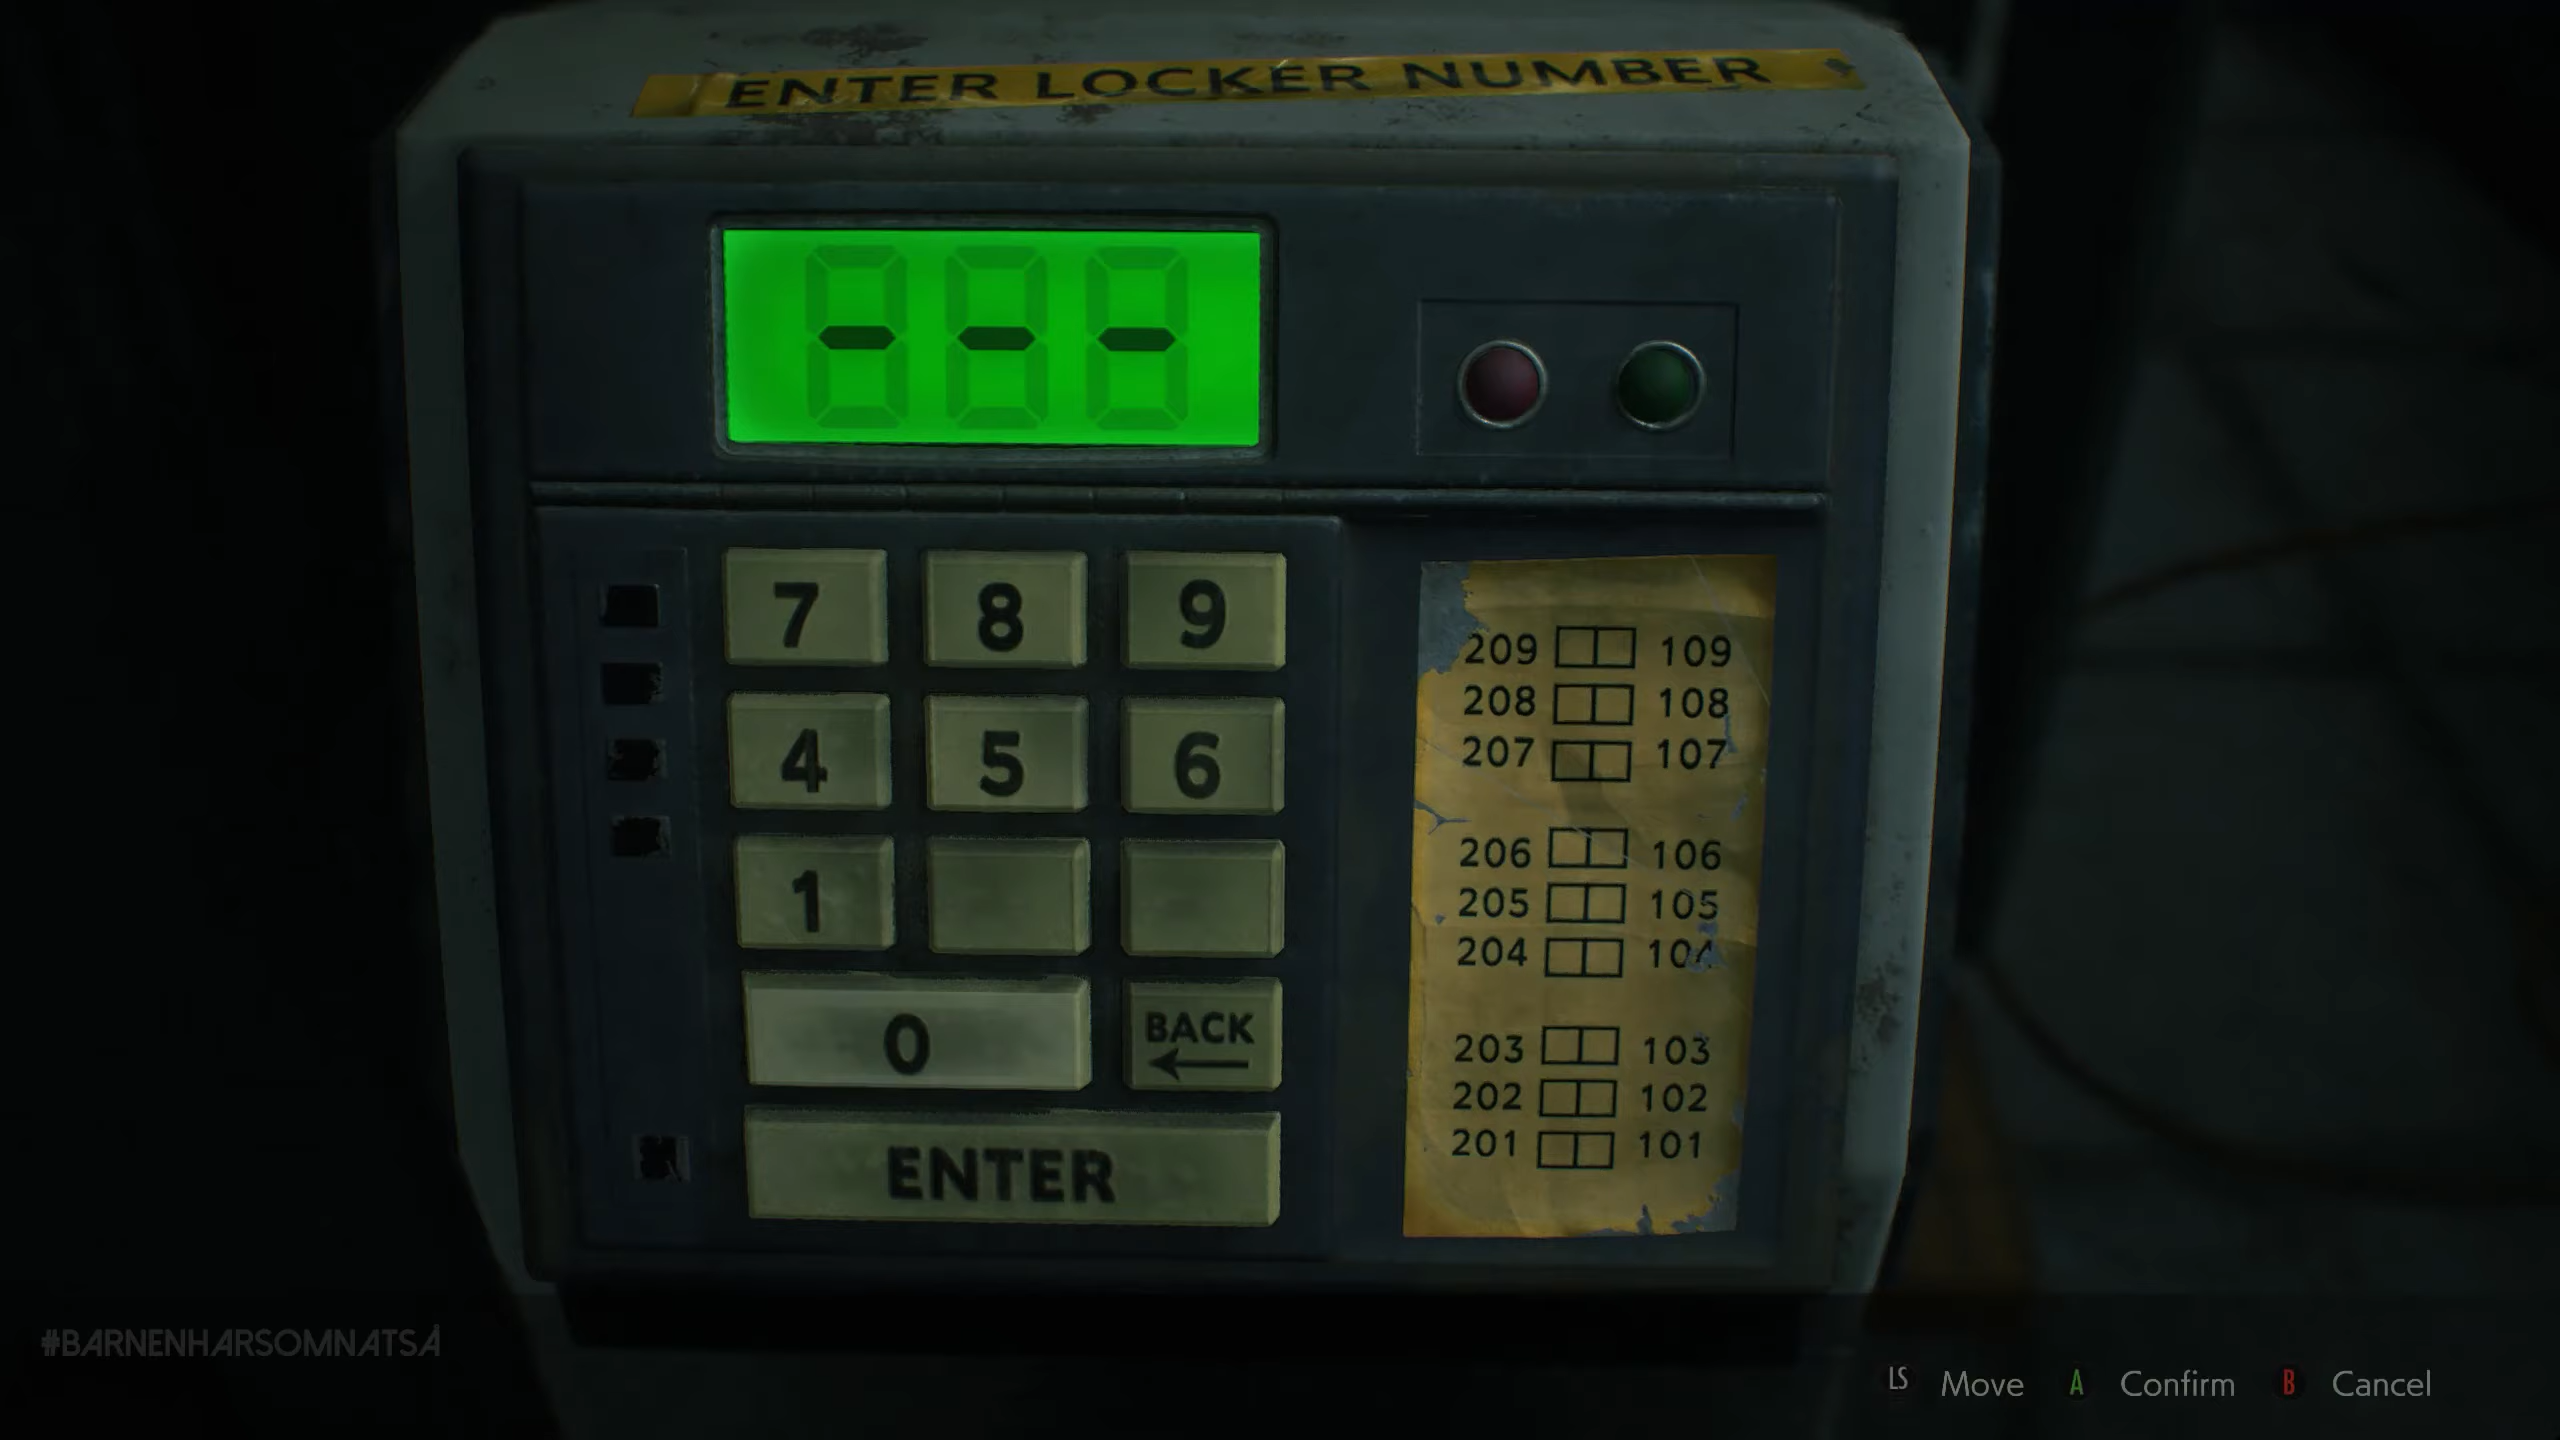 ENTER LOCKER NUMBER
7 8 9
4 5 6
1
0 BACK
ENTER
209 109
208 108
207 107
206 106
205 105
204 104
203 103
202 102
201 101
#BARNENHARSOMNATSÅ
LS Move A Confirm B Cancel